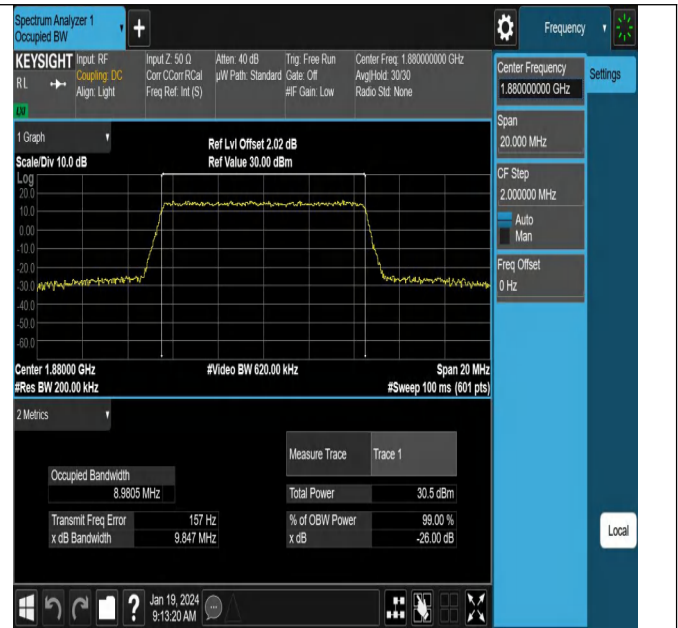 Spectrum Analyzer 1
Occupied BW
+
Frequency
KEYSIGHT
RL
Input: RF
Coupling: DC
Align: Light
Input Z: 50 Ω
Corr CCorr RCal
Freq Ref: Int (S)
Atten: 40 dB
µW Path: Standard
Trig: Free Run
Gate: Off
#IF Gain: Low
Center Freq: 1.880000000 GHz
Avg|Hold: 30/30
Radio Std: None
Center Frequency
1.880000000 GHz
Settings
Span
20.000 MHz
CF Step
2.000000 MHz
Auto
Man
Freq Offset
0 Hz
Local
1 Graph
Scale/Div 10.0 dB
Ref Lvl Offset 2.02 dB
Ref Value 30.00 dBm
Log
20.0
10.0
0.00
-10.0
-20.0
-30.0
-40.0
-50.0
-60.0
Center 1.88000 GHz
#Video BW 620.00 kHz
Span 20 MHz
#Res BW 200.00 kHz
#Sweep 100 ms (601 pts)
2 Metrics
Measure Trace
Trace 1
Occupied Bandwidth
8.9805 MHz
Total Power
30.5 dBm
Transmit Freq Error
157 Hz
% of OBW Power
99.00 %
x dB Bandwidth
9.847 MHz
x dB
-26.00 dB
?
Jan 19, 2024
9:13:20 AM